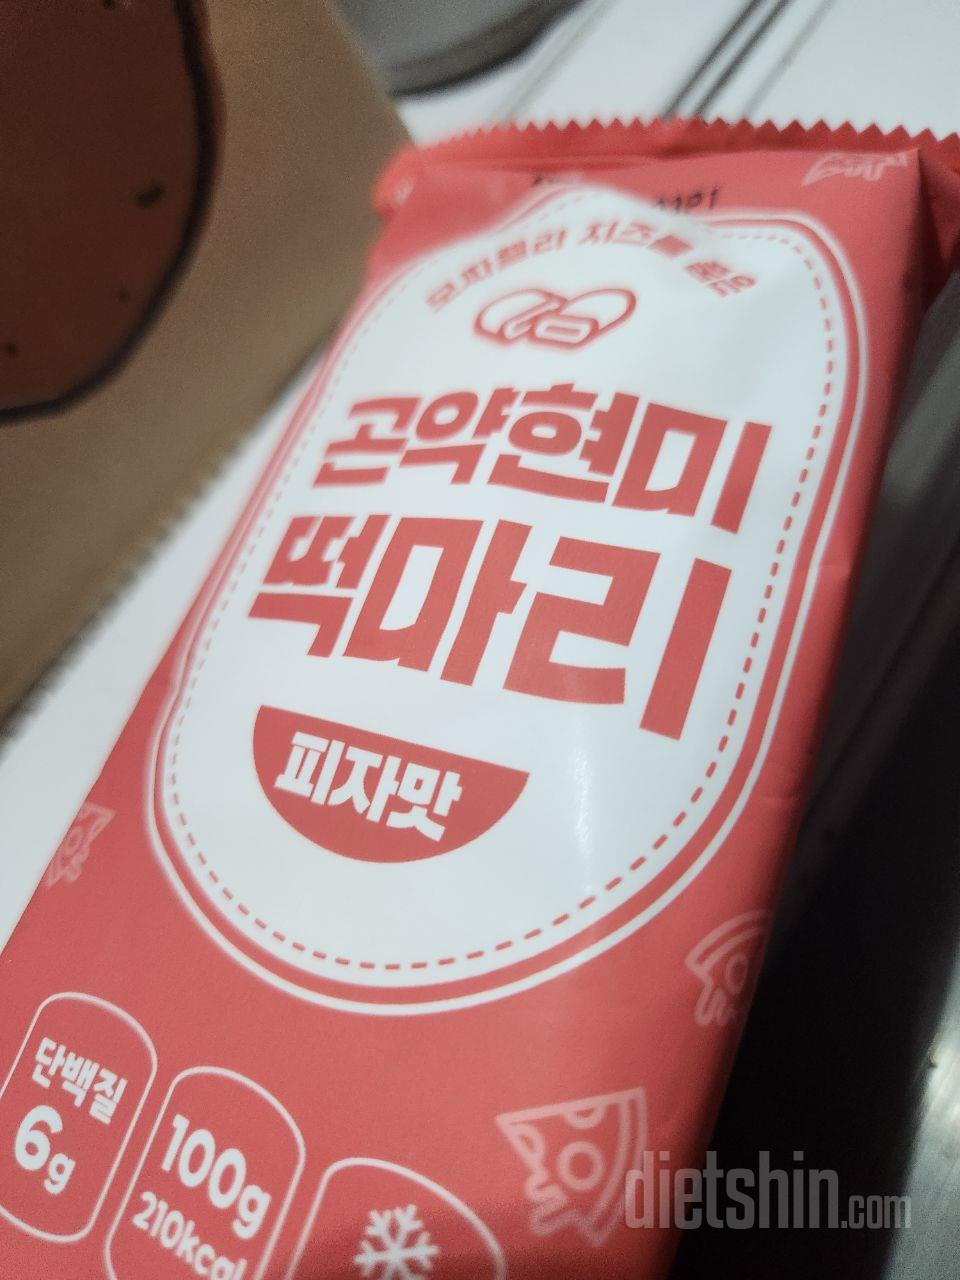 모짜렐라 치즈를 품은
곤약현미
떡마리
피자맛
단백질
6g
100g
210kcal
dietshin.com